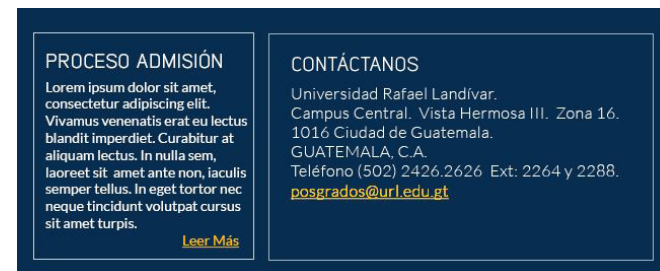 PROCESO ADMISIÓN
Lorem ipsum dolor sit amet,
consectetur adipiscing elit.
Vivamus venenatis erat eu lectus
blandit imperdiet. Curabitur at
aliquam lectus. In nulla sem,
laoreet sit amet ante non, iaculis
semper tellus. In eget tortor nec
neque tincidunt volutpat cursus
sit amet turpis.
Leer Más
CONTÁCTANOS
Universidad Rafael Landívar.
Campus Central. Vista Hermosa III. Zona 16.
1016 Ciudad de Guatemala.
GUATEMALA, C.A.
Teléfono (502) 2426.2626 Ext: 2264 y 2288.
posgrados@url.edu.gt